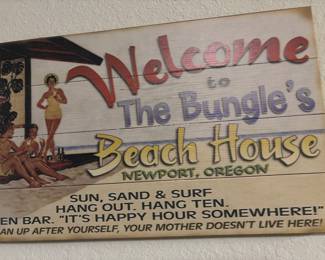 Welcome
to
The Bungle's
Beach House
NEWPORT, OREGON
SUN, SAND & SURF
HANG OUT. HANG TEN.
EN BAR. "IT'S HAPPY HOUR SOMEWHERE!"
AN UP AFTER YOURSELF, YOUR MOTHER DOESN'T LIVE HERE!